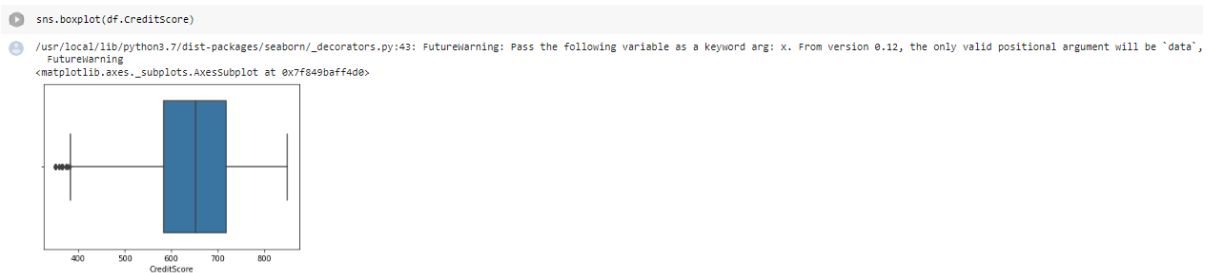 sns.boxplot(df.CreditScore)
/usr/local/lib/python3.7/dist-packages/seaborn/_decorators.py:43: FutureWarning: Pass the following variable as a keyword arg: x. From version 0.12, the only valid positional argument will be `data`,
FutureWarning
<matplotlib.axes._subplots.AxesSubplot at 0x7f849baff4d0>
400 500 600 700 800
CreditScore